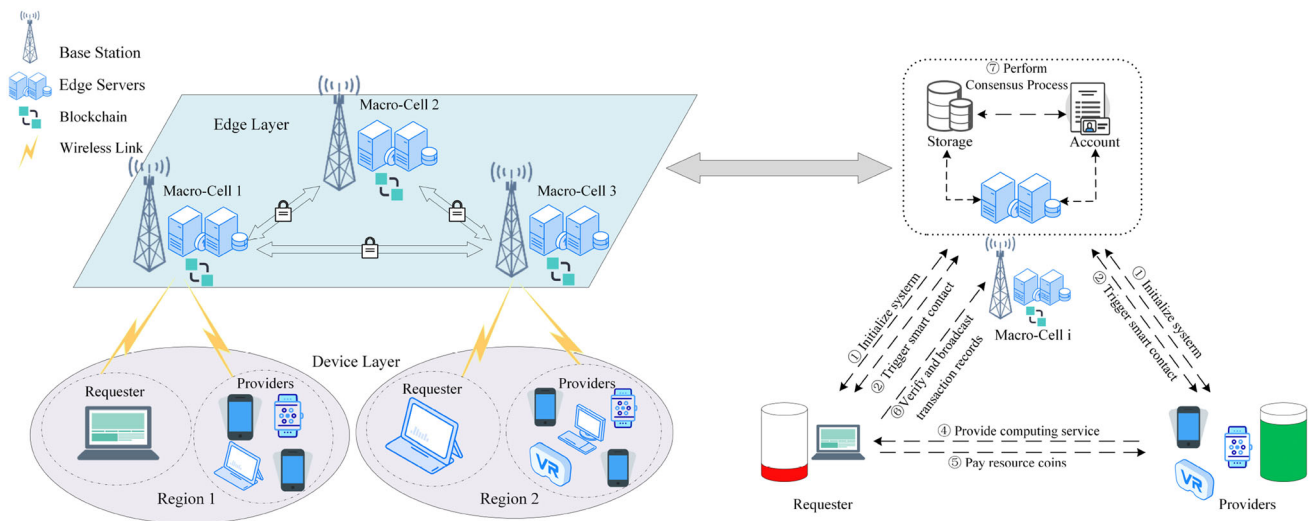 Base Station
Edge Servers
Blockchain
Wireless Link
Edge Layer
Macro-Cell 2
Macro-Cell 1
Macro-Cell 3
Device Layer
Requester
Providers
Region 1
Requester
Providers
VR
Region 2
⑦ Perform
Consensus Process
Storage
Account
① Initialize systerm
② Trigger smart contact
⑥ Verify and broadcast
transaction records
Macro-Cell i
① Initialize systerm
② Trigger smart contact
④ Provide computing service
⑤ Pay resource coins
VR
Requester
Providers